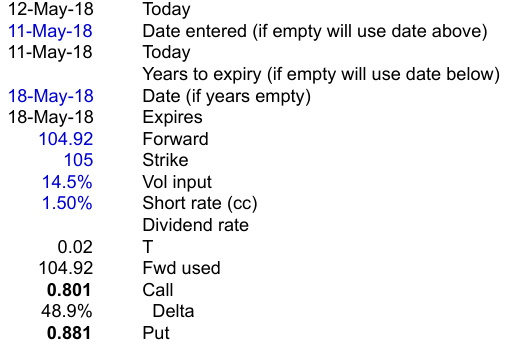 12-May-18 Today
11-May-18 Date entered (if empty will use date above)
11-May-18 Today
Years to expiry (if empty will use date below)
18-May-18 Date (if years empty)
18-May-18 Expires
104.92 Forward
105 Strike
14.5% Vol input
1.50% Short rate (cc)
Dividend rate
0.02 T
104.92 Fwd used
0.801 Call
48.9% Delta
0.881 Put